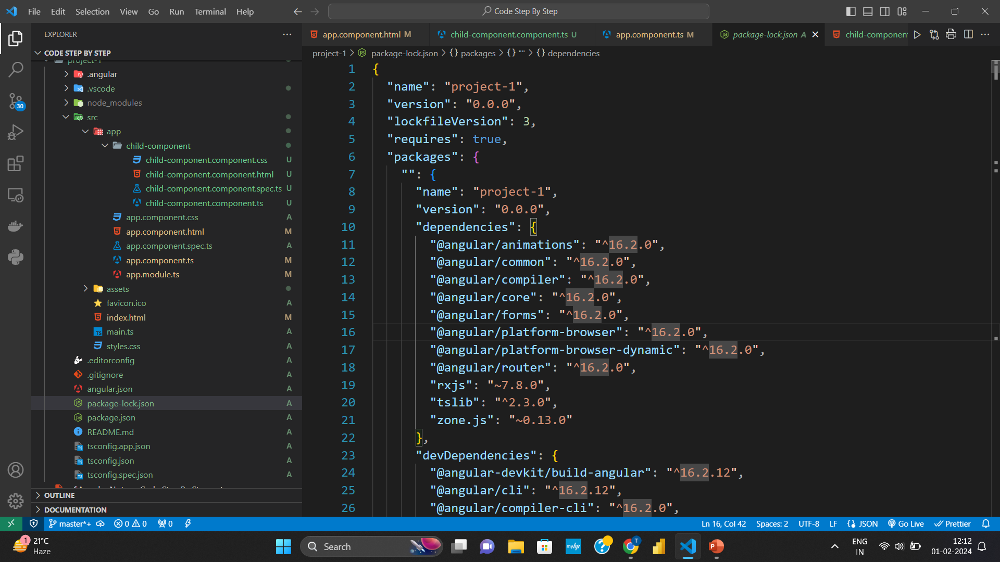 File Edit Selection View Go Run Terminal Help
Code Step By Step
EXPLORER
CODE STEP BY STEP
project-1
.angular
.vscode
node_modules
src
app
child-component
child-component.component.css U
child-component.component.html U
child-component.component.spec.ts U
child-component.component.ts U
app.component.css A
app.component.html M
app.component.spec.ts A
app.component.ts M
app.module.ts M
assets
favicon.ico A
index.html M
main.ts A
styles.css A
.editorconfig A
.gitignore A
angular.json A
package-lock.json A
package.json A
README.md A
tsconfig.app.json A
tsconfig.json A
tsconfig.spec.json A
OUTLINE
DOCUMENTATION
30
app.component.html M
child-component.component.ts U
app.component.ts M
package-lock.json A
child-component
project-1 > package-lock.json > {} packages > {} "" > {} dependencies
1 {
2 "name": "project-1",
3 "version": "0.0.0",
4 "lockfileVersion": 3,
5 "requires": true,
6 "packages": {
7 "": {
8 "name": "project-1",
9 "version": "0.0.0",
10 "dependencies": {
11 "@angular/animations": "^16.2.0",
12 "@angular/common": "^16.2.0",
13 "@angular/compiler": "^16.2.0",
14 "@angular/core": "^16.2.0",
15 "@angular/forms": "^16.2.0",
16 "@angular/platform-browser": "^16.2.0",
17 "@angular/platform-browser-dynamic": "^16.2.0",
18 "@angular/router": "^16.2.0",
19 "rxjs": "~7.8.0",
20 "tslib": "^2.3.0",
21 "zone.js": "~0.13.0"
22 },
23 "devDependencies": {
24 "@angular-devkit/build-angular": "^16.2.12",
25 "@angular/cli": "^16.2.12",
26 "@angular/compiler-cli": "^16.2.0",
master*+ 0 0 0
Ln 16, Col 42 Spaces: 2 UTF-8 LF {} JSON Go Live Prettier
1
21°C
Haze
Search
myhp
T
P
ENG
IN
12:12
01-02-2024